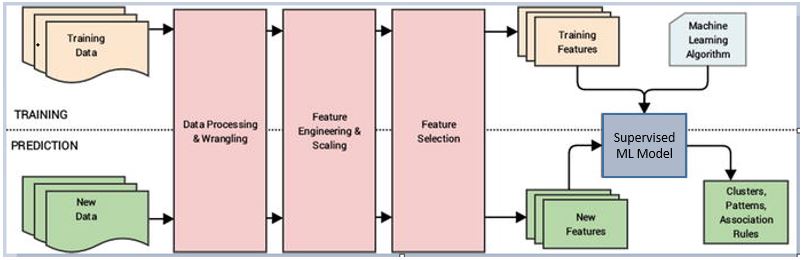 Training
Data
Training
Features
Machine
Learning
Algorithm
TRAINING
Data Processing
& Wrangling
Feature
Engineering &
Scaling
Feature
Selection
Supervised
ML Model
PREDICTION
New
Data
New
Features
Clusters,
Patterns,
Association
Rules